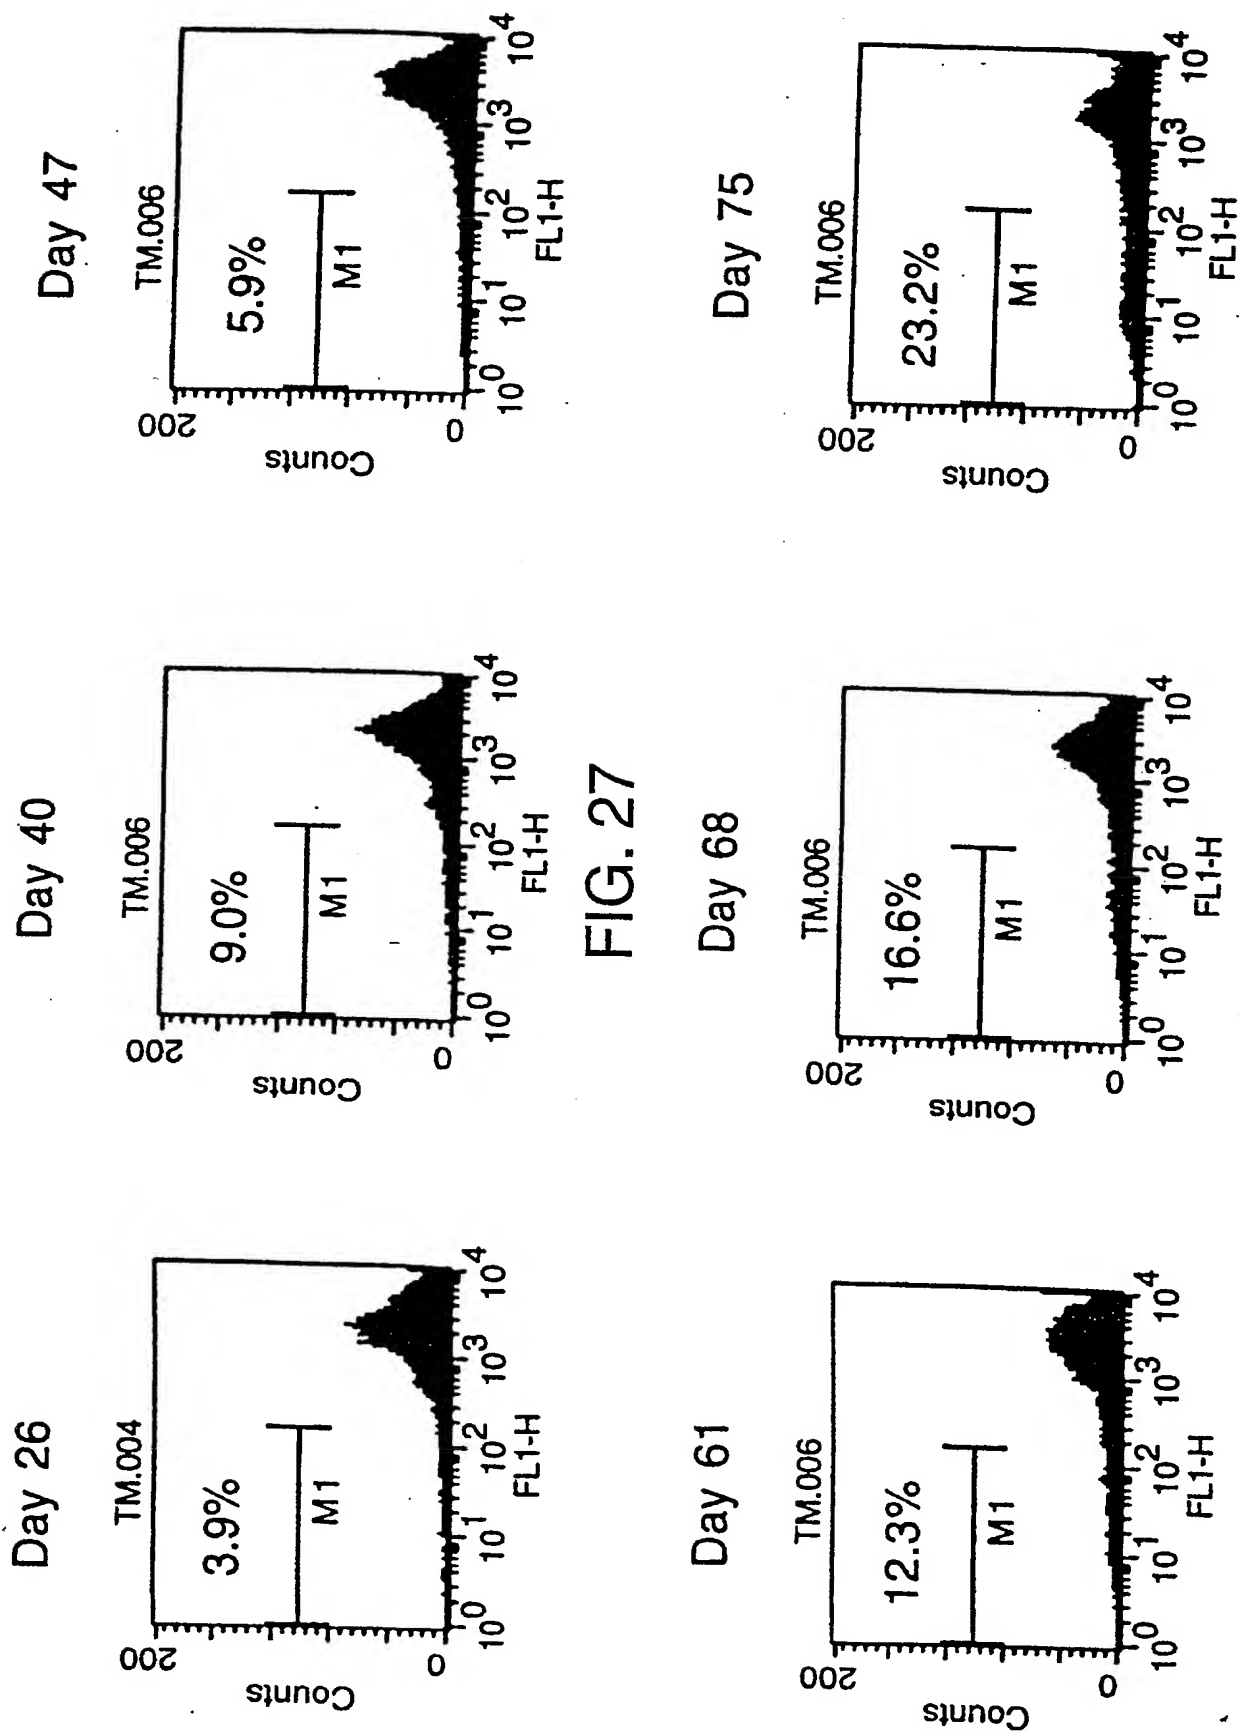 Day 26
TM.004
200
Counts
0
3.9%
M1
10^0 10^1 10^2 10^3 10^4
FL1-H
Day 40
TM.006
200
Counts
0
9.0%
M1
10^0 10^1 10^2 10^3 10^4
FL1-H
Day 47
TM.006
200
Counts
0
5.9%
M1
10^0 10^1 10^2 10^3 10^4
FL1-H
FIG. 27
Day 61
TM.006
200
Counts
0
12.3%
M1
10^0 10^1 10^2 10^3 10^4
FL1-H
Day 68
TM.006
200
Counts
0
16.6%
M1
10^0 10^1 10^2 10^3 10^4
FL1-H
Day 75
TM.006
200
Counts
0
23.2%
M1
10^0 10^1 10^2 10^3 10^4
FL1-H